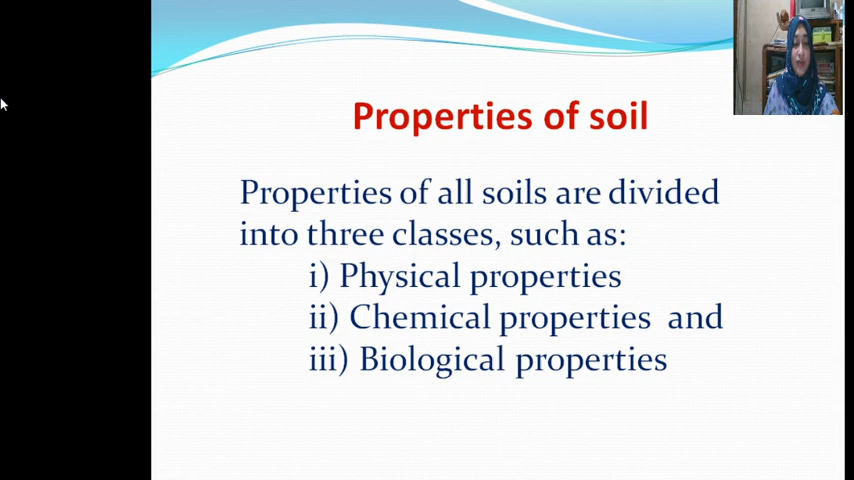 Properties of soil
Properties of all soils are divided
into three classes, such as:
i) Physical properties
ii) Chemical properties and
iii) Biological properties